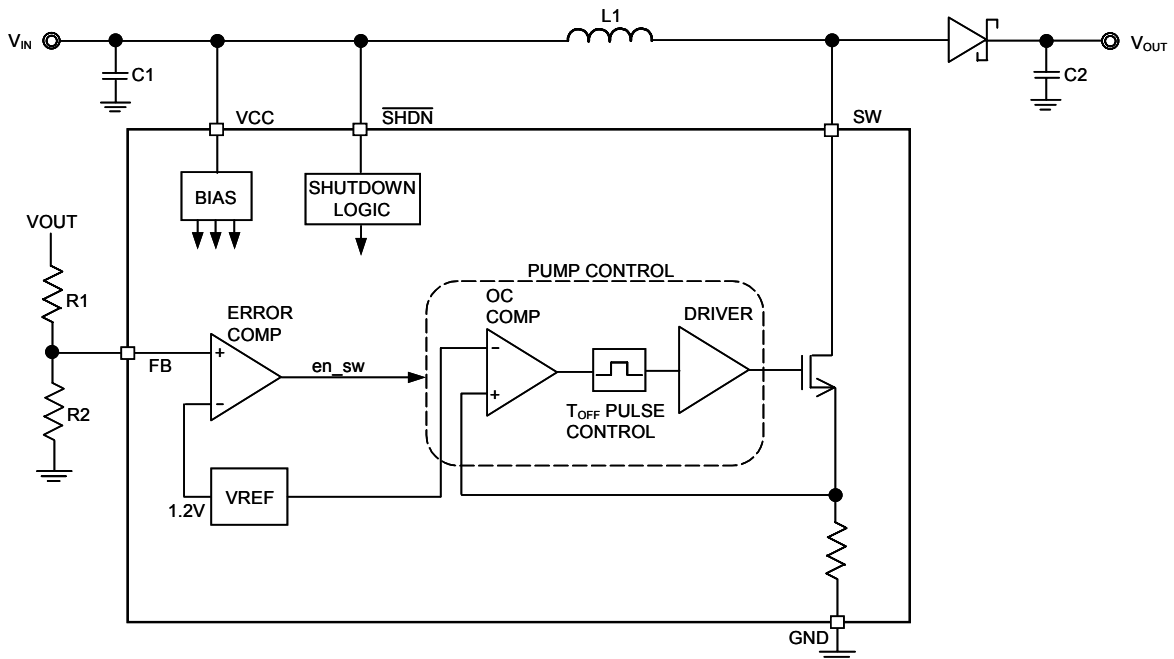 L1
VIN
VOUT
C1
C2
VCC
SHDN
SW
BIAS
SHUTDOWN
LOGIC
VOUT
PUMP CONTROL
R1
ERROR
COMP
OC
COMP
DRIVER
+
-
FB
en_sw
-
+
R2
TOFF PULSE
CONTROL
1.2V
VREF
GND